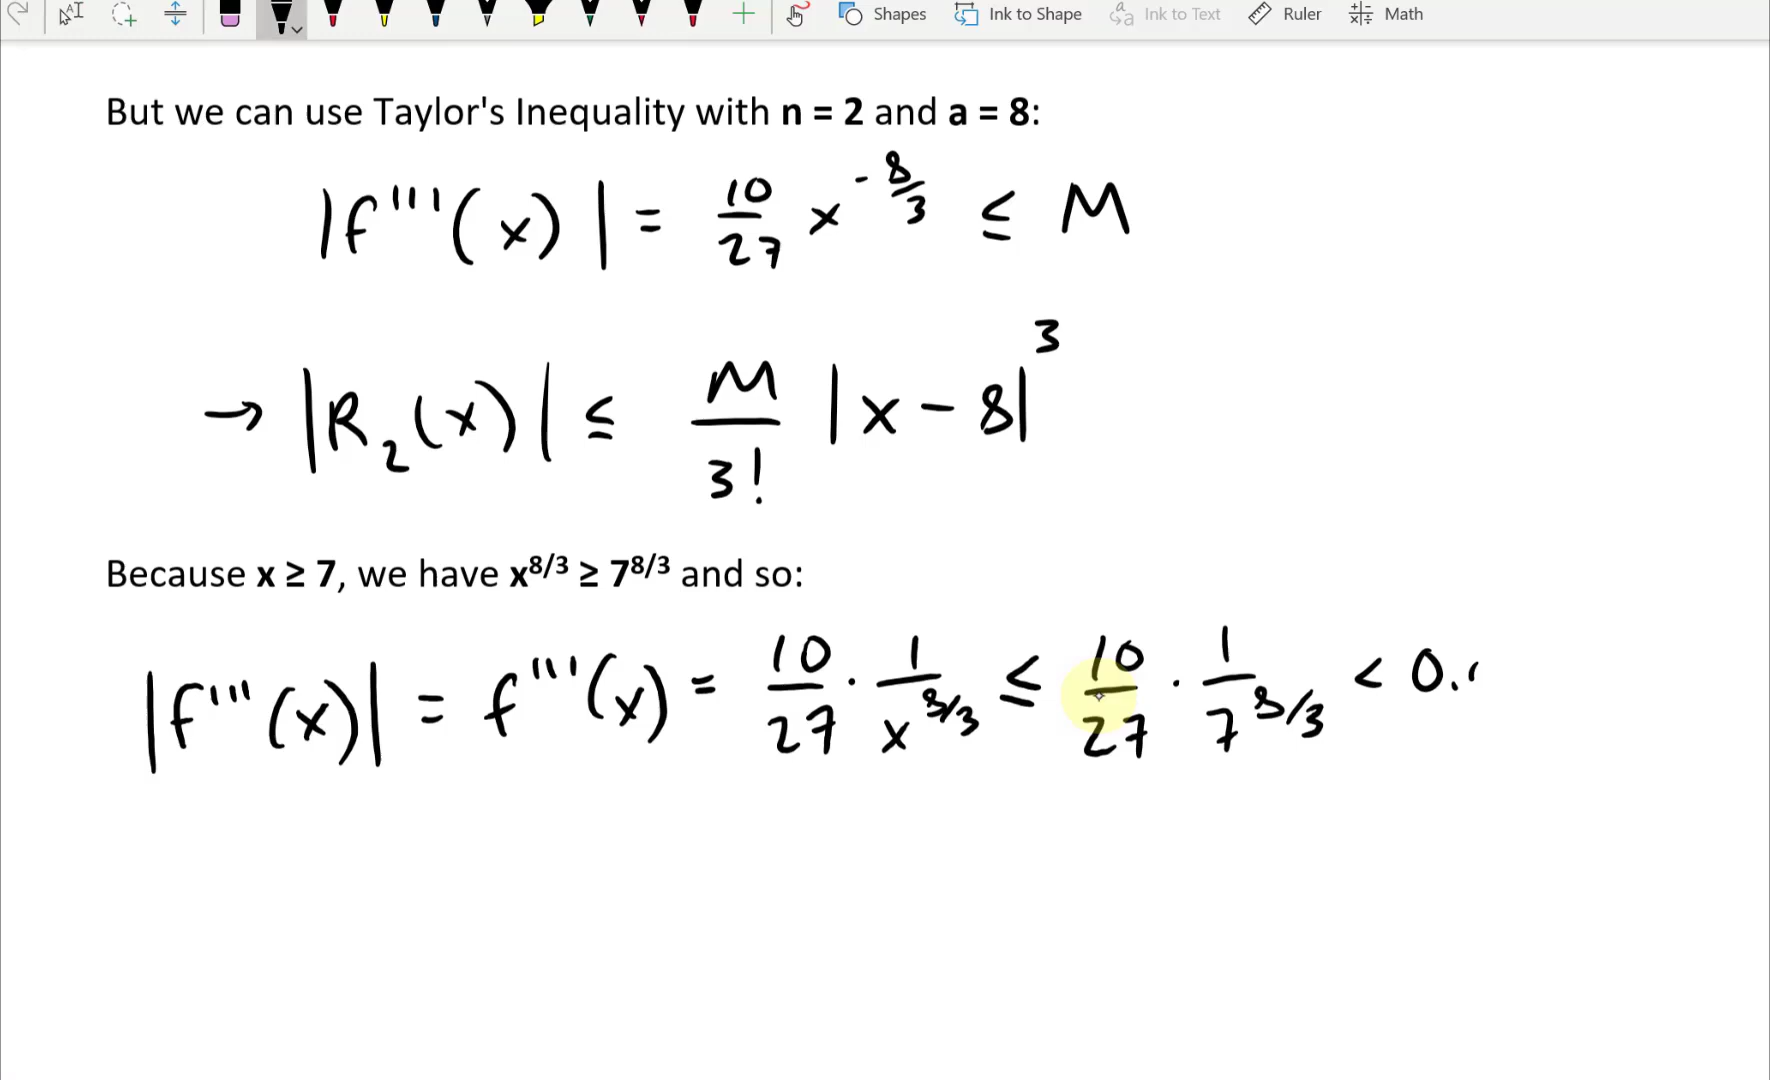 Shapes Ink to Shape Ink to Text Ruler Math
But we can use Taylor's Inequality with n = 2 and a = 8:
|f'''(x)| = 10/27 x^(-8/3) ≤ M
→ |R₂(x)| ≤ M/3! |x - 8|³
Because x ≥ 7, we have x^8/3 ≥ 7^8/3 and so:
|f'''(x)| = f'''(x) = 10/27 · 1/x^(8/3) ≤ 10/27 · 1/7^(8/3) < 0.